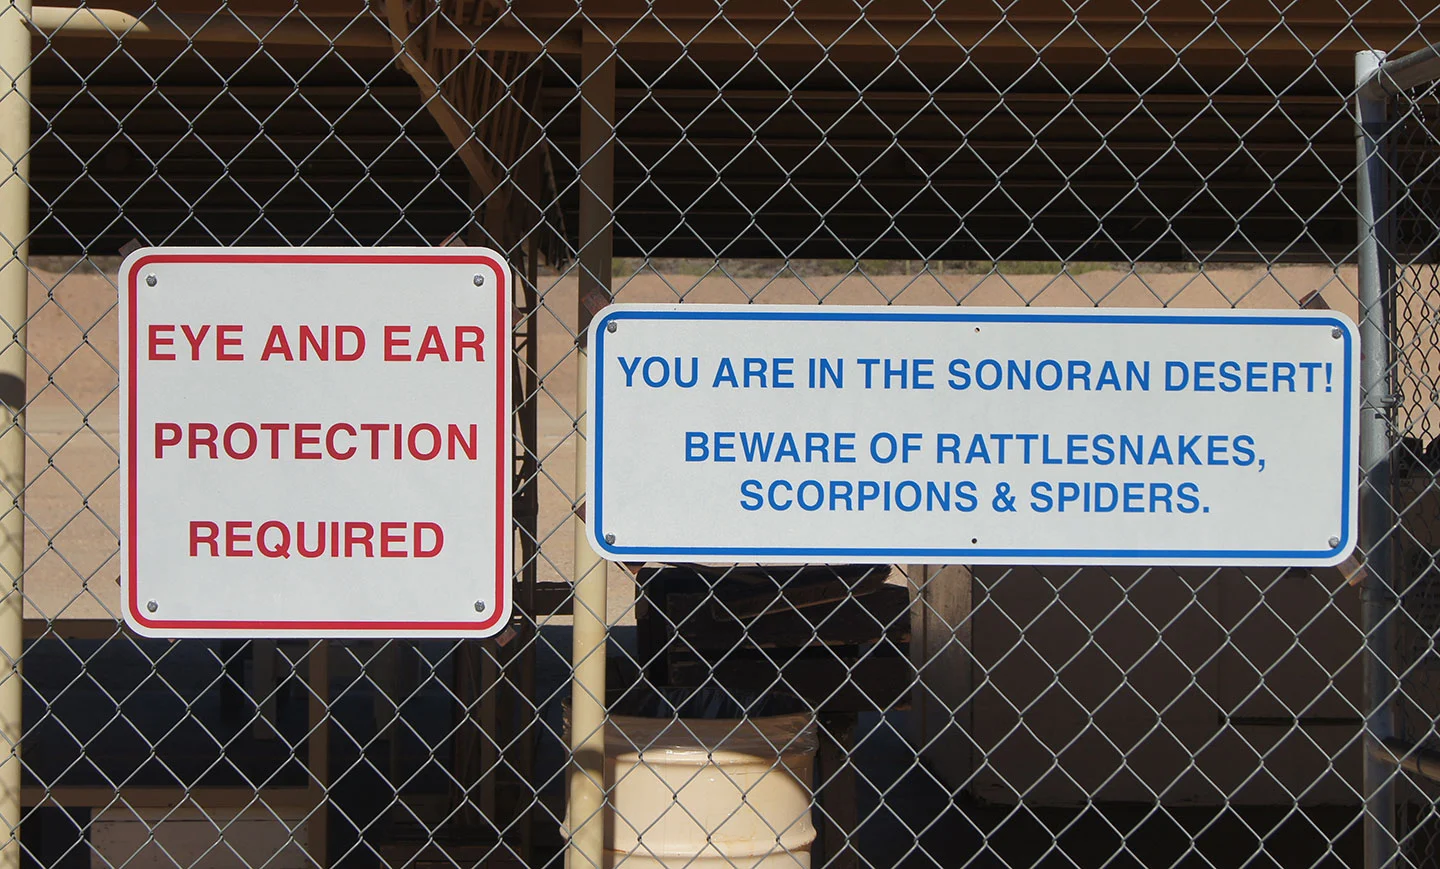 EYE AND EAR
PROTECTION
REQUIRED
YOU ARE IN THE SONORAN DESERT!
BEWARE OF RATTLESNAKES,
SCORPIONS & SPIDERS.